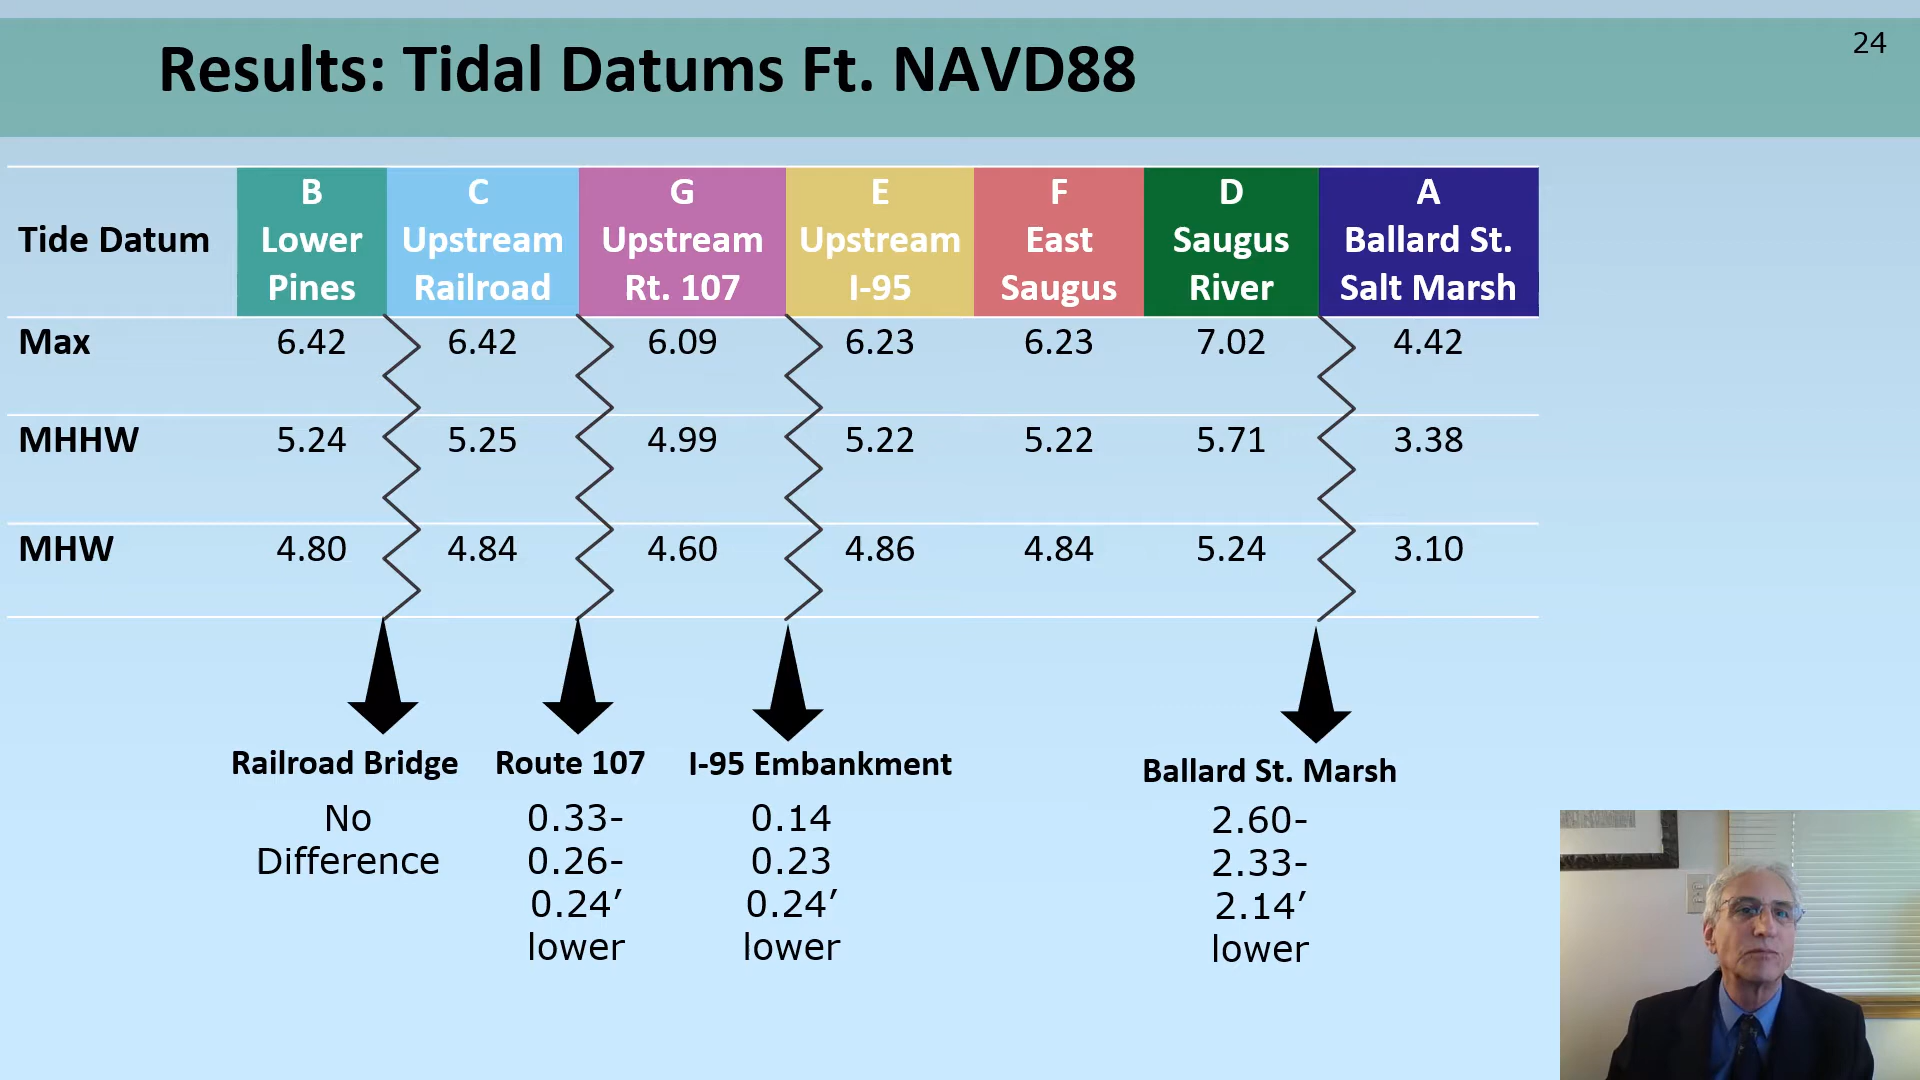 24
Results: Tidal Datums Ft. NAVD88
Tide Datum
B
Lower
Pines
C
Upstream
Railroad
G
Upstream
Rt. 107
E
Upstream
I-95
F
East
Saugus
D
Saugus
River
A
Ballard St.
Salt Marsh
Max 6.42 6.42 6.09 6.23 6.23 7.02 4.42
MHHW 5.24 5.25 4.99 5.22 5.22 5.71 3.38
MHW 4.80 4.84 4.60 4.86 4.84 5.24 3.10
Railroad Bridge
No
Difference
Route 107
0.33-
0.26-
0.24’
lower
I-95 Embankment
0.14
0.23
0.24’
lower
Ballard St. Marsh
2.60-
2.33-
2.14’
lower